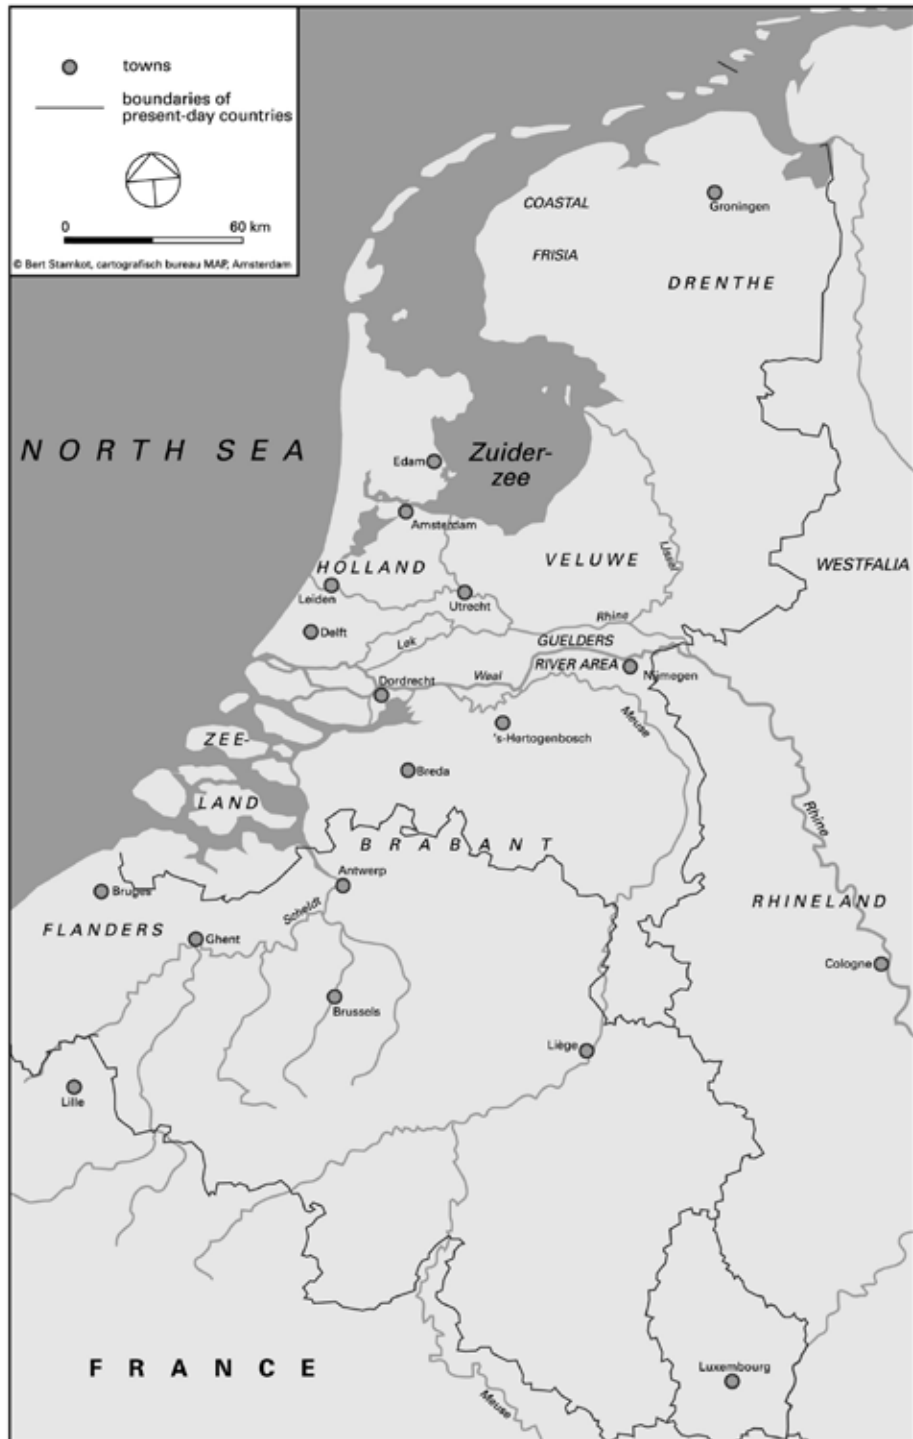 towns
boundaries of
present-day countries
0 60 km
© Bert Stamkot, cartografisch bureau MAP, Amsterdam
COASTAL
FRISIA
Groningen
DRENTHE
NORTH SEA
Edam
Zuider-
zee
Amsterdam
HOLLAND
VELUWE
IJssel
WESTFALIA
Leiden
Utrecht
Delft
Lek
Rhine
GUELDERS
RIVER AREA
Nijmegen
Waal
Dordrecht
Meuse
's-Hertogenbosch
ZEE-
LAND
Breda
Rhine
BRABANT
Antwerp
Bruges
Scheldt
RHINELAND
FLANDERS
Ghent
Cologne
Brussels
Liège
Lille
FRANCE
Luxembourg
Meuse